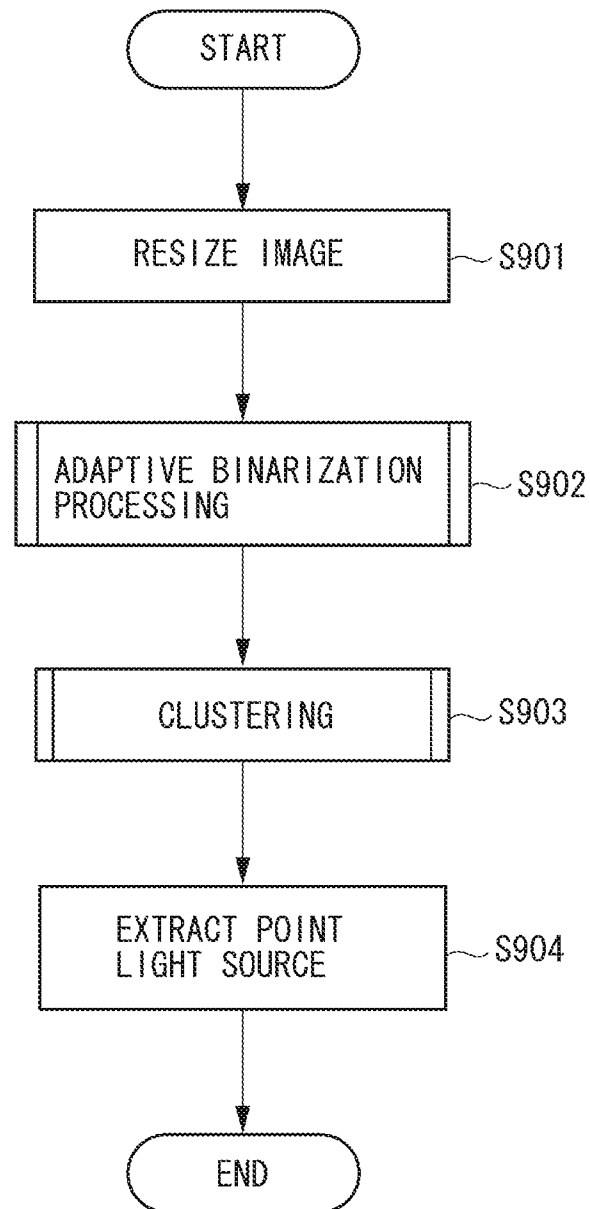 START
RESIZE IMAGE
S901
ADAPTIVE BINARIZATION
PROCESSING
S902
CLUSTERING
S903
EXTRACT POINT
LIGHT SOURCE
S904
END